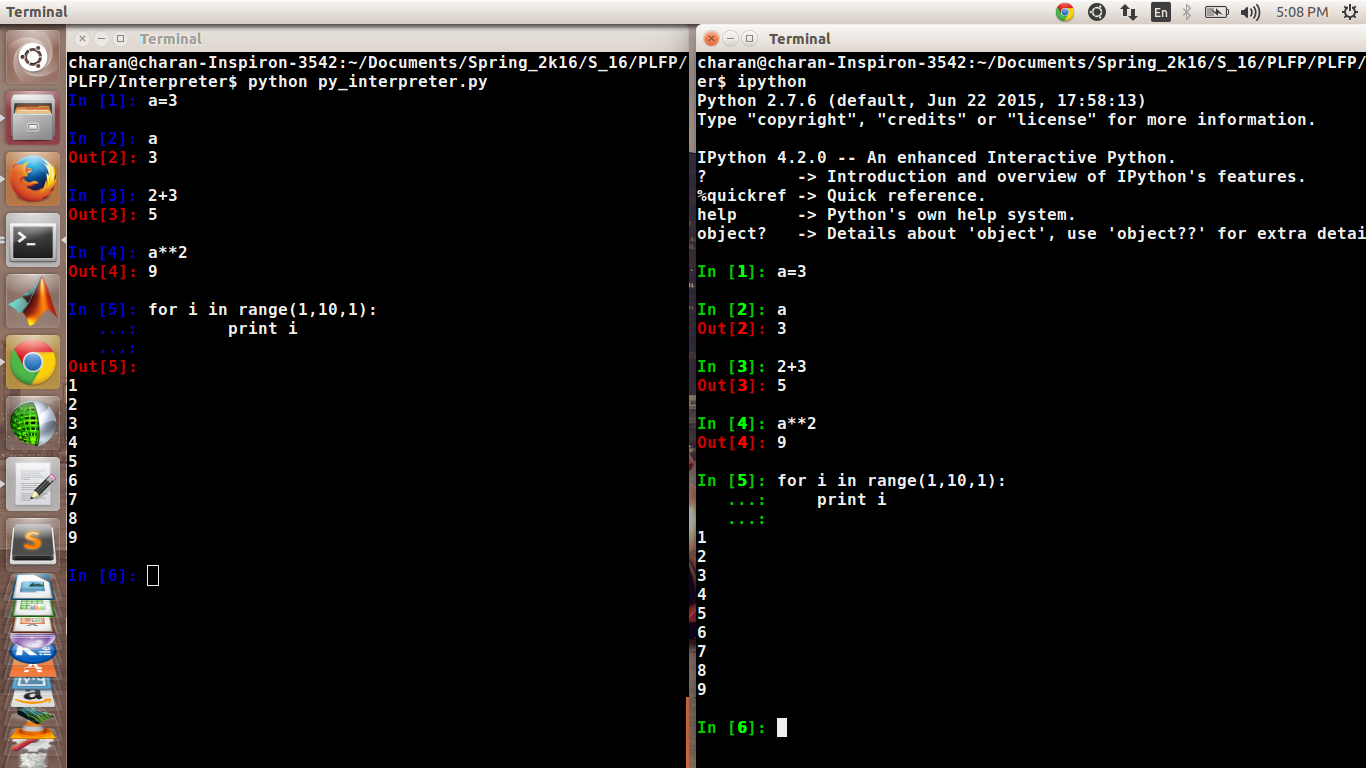 Terminal
En
5:08 PM
Terminal
charan@charan-Inspiron-3542:~/Documents/Spring_2k16/S_16/PLFP/
PLFP/Interpreter$ python py_interpreter.py
In [1]: a=3
In [2]: a
Out[2]: 3
In [3]: 2+3
Out[3]: 5
In [4]: a**2
Out[4]: 9
In [5]: for i in range(1,10,1):
   ...:         print i
   ...:
Out[5]:
1
2
3
4
5
6
7
8
9
In [6]:
Terminal
charan@charan-Inspiron-3542:~/Documents/Spring_2k16/S_16/PLFP/PLFP/
er$ ipython
Python 2.7.6 (default, Jun 22 2015, 17:58:13)
Type "copyright", "credits" or "license" for more information.
IPython 4.2.0 -- An enhanced Interactive Python.
?         -> Introduction and overview of IPython's features.
%quickref -> Quick reference.
help      -> Python's own help system.
object?   -> Details about 'object', use 'object??' for extra detai
In [1]: a=3
In [2]: a
Out[2]: 3
In [3]: 2+3
Out[3]: 5
In [4]: a**2
Out[4]: 9
In [5]: for i in range(1,10,1):
   ...:     print i
   ...:
1
2
3
4
5
6
7
8
9
In [6]: